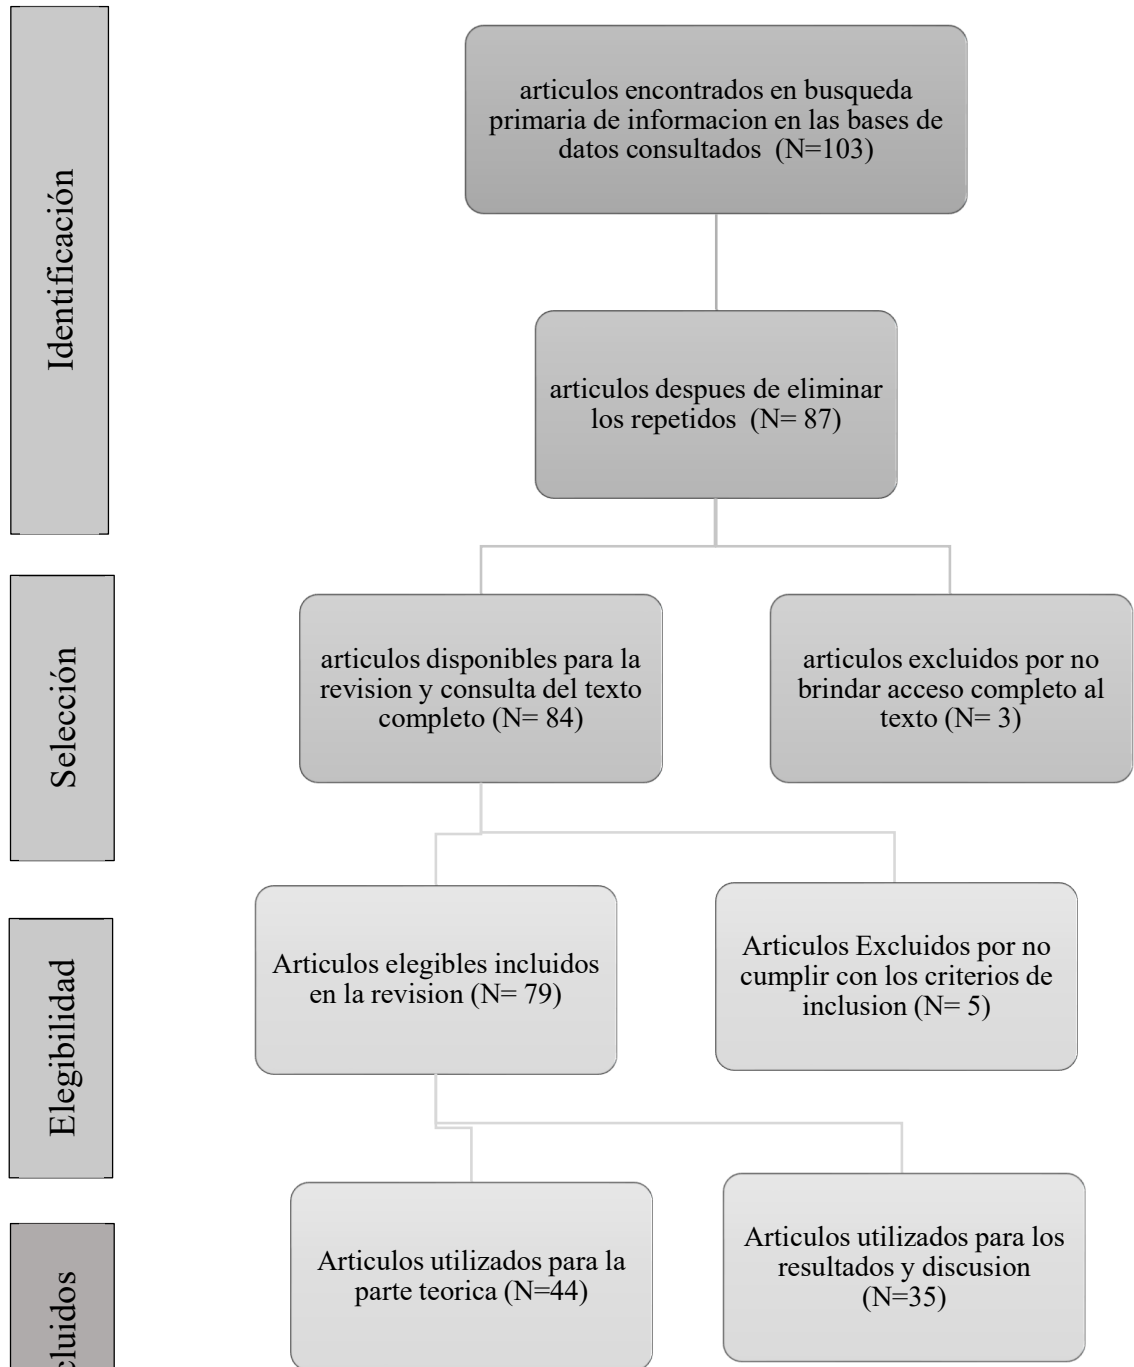 Identificación
articulos encontrados en busqueda
primaria de informacion en las bases de
datos consultados (N=103)
articulos despues de eliminar
los repetidos (N= 87)
Selección
articulos disponibles para la
revision y consulta del texto
completo (N= 84)
articulos excluidos por no
brindar acceso completo al
texto (N= 3)
Elegibilidad
Articulos elegibles incluidos
en la revision (N= 79)
Articulos Excluidos por no
cumplir con los criterios de
inclusion (N= 5)
cluidos
Articulos utilizados para la
parte teorica (N=44)
Articulos utilizados para los
resultados y discusion
(N=35)